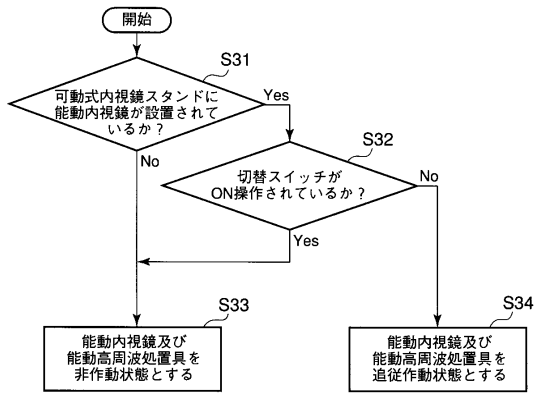 開始
S31
可動式内視鏡スタンドに
能動内視鏡が設置されて
いるか？
Yes
No
S32
切替スイッチが
ON操作されているか？
No
Yes
S33
能動内視鏡及び
能動高周波処置具を
非作動状態とする
S34
能動内視鏡及び
能動高周波処置具を
追従作動状態とする